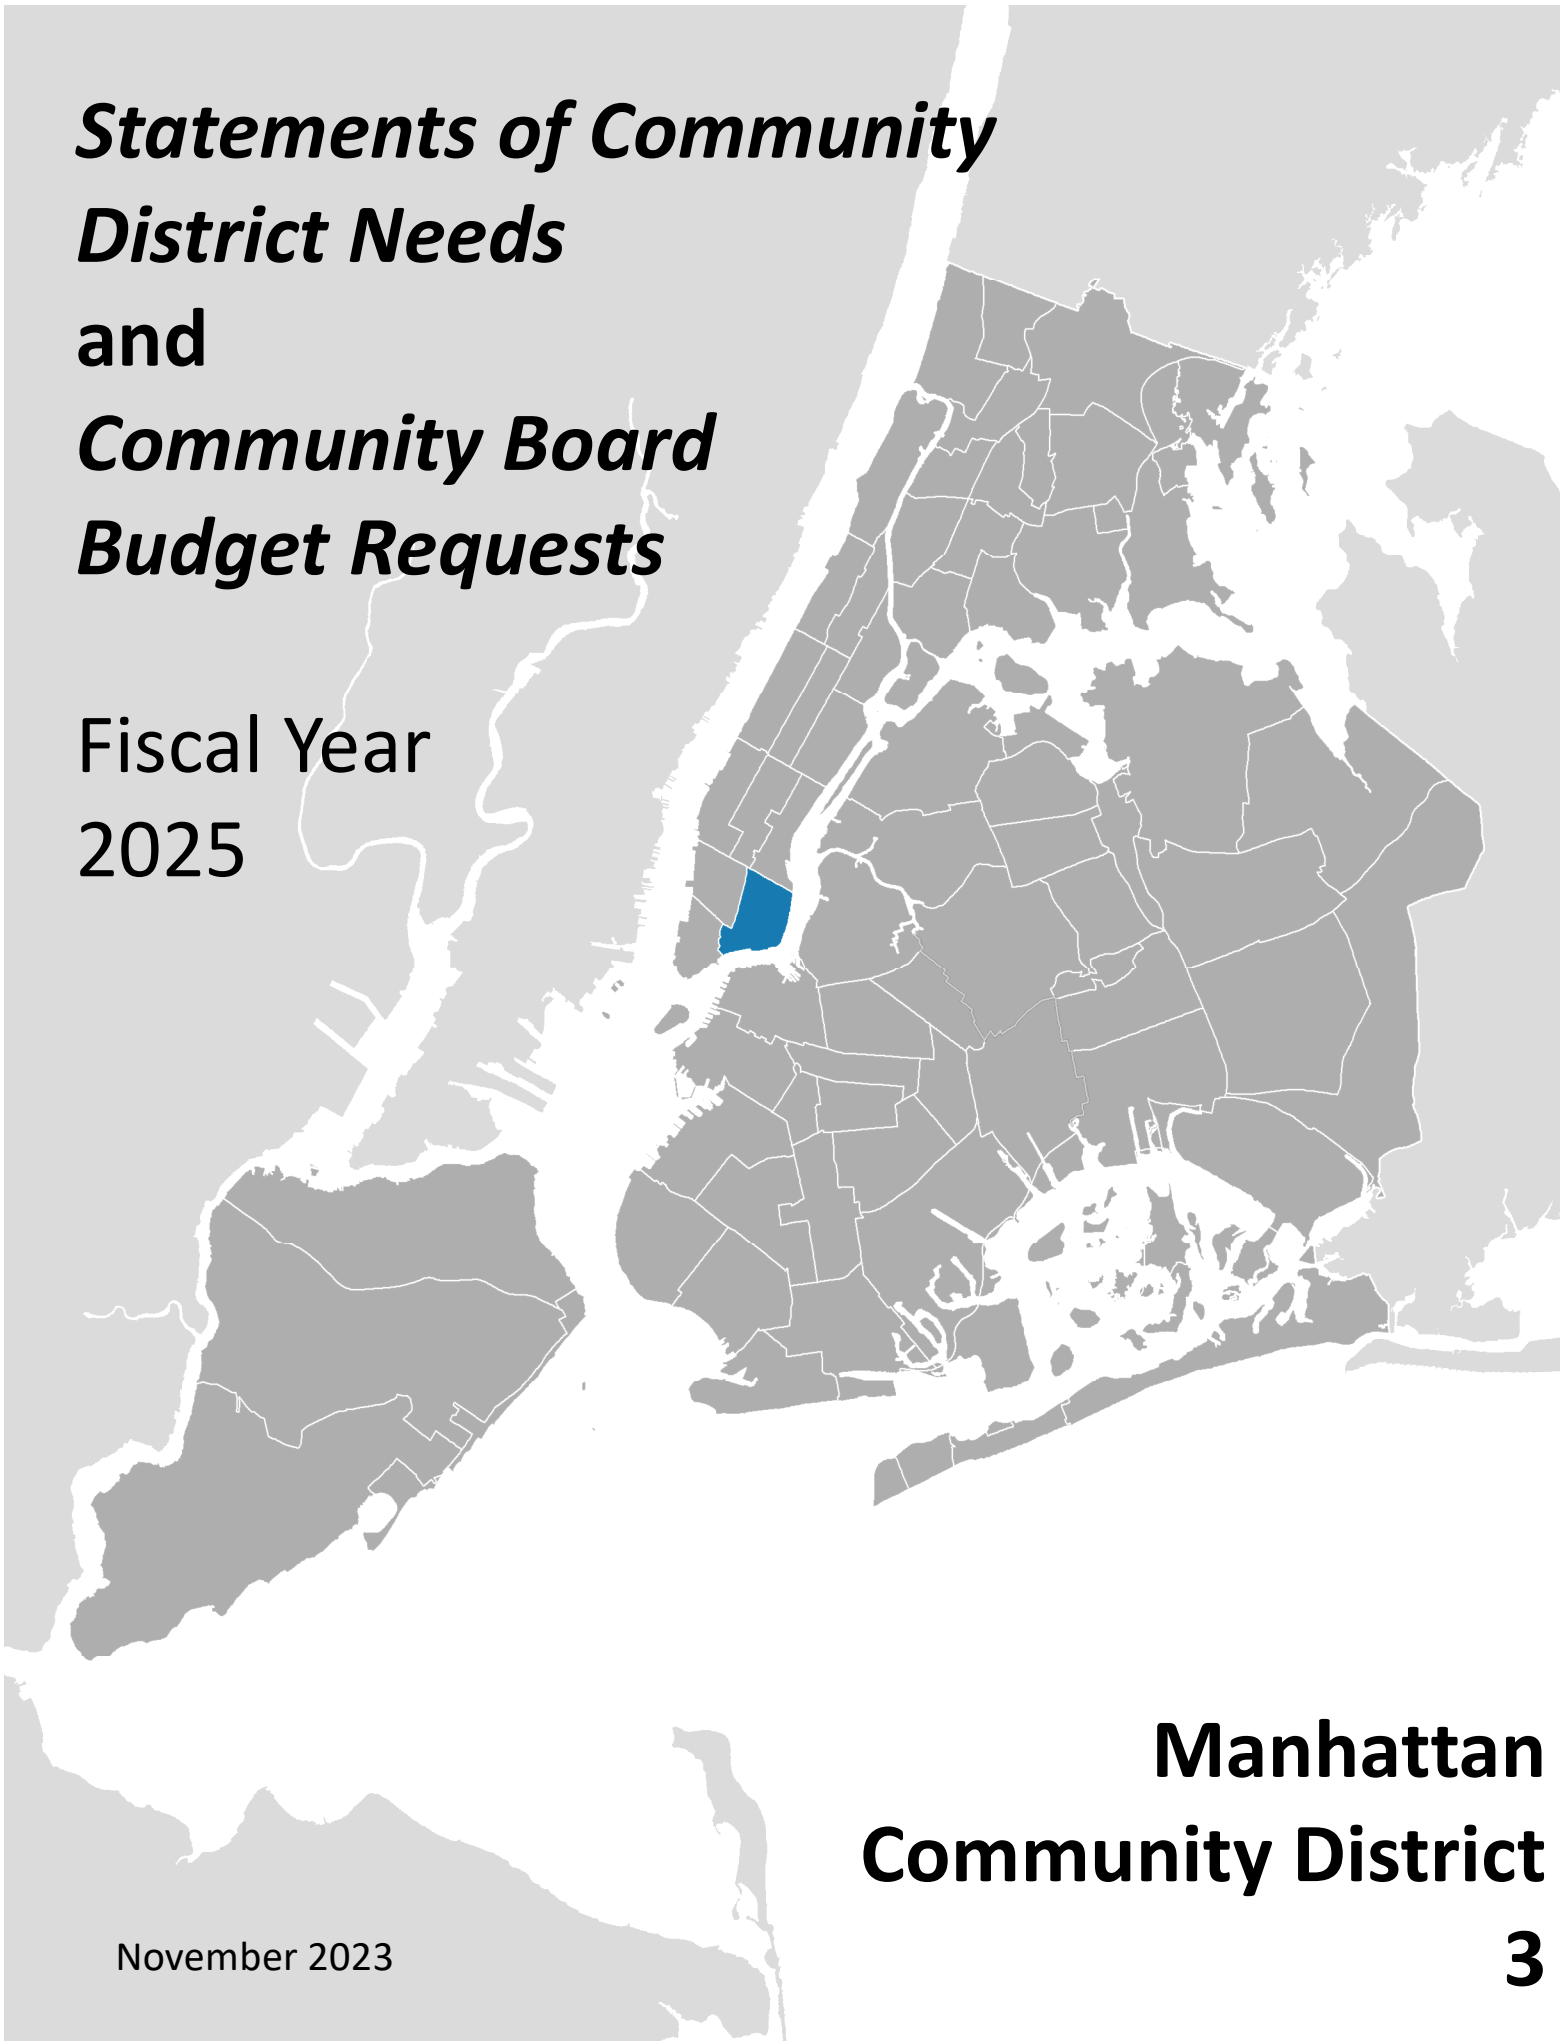 Statements of Community
District Needs
and
Community Board
Budget Requests
Fiscal Year
2025
Manhattan
Community District
3
November 2023